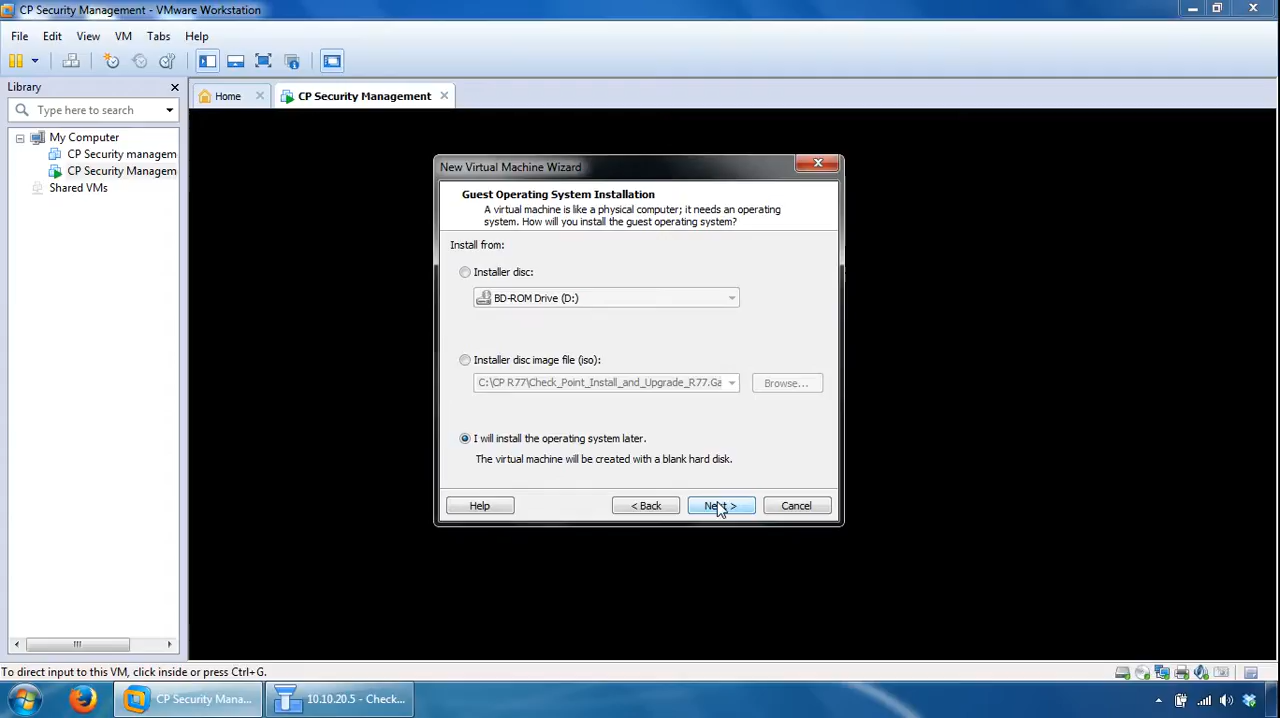 CP Security Management - VMware Workstation
File Edit View VM Tabs Help
Library
Type here to search
My Computer
CP Security managem
CP Security Managem
Shared VMs
Home
CP Security Management
New Virtual Machine Wizard
Guest Operating System Installation
A virtual machine is like a physical computer; it needs an operating
system. How will you install the guest operating system?
Install from:
Installer disc:
BD-ROM Drive (D:)
Installer disc image file (iso):
C:\CP R77\Check_Point_Install_and_Upgrade_R77.Ga
Browse...
I will install the operating system later.
The virtual machine will be created with a blank hard disk.
Help
< Back
Next >
Cancel
To direct input to this VM, click inside or press Ctrl+G.
CP Security Mana...
10.10.20.5 - Check...